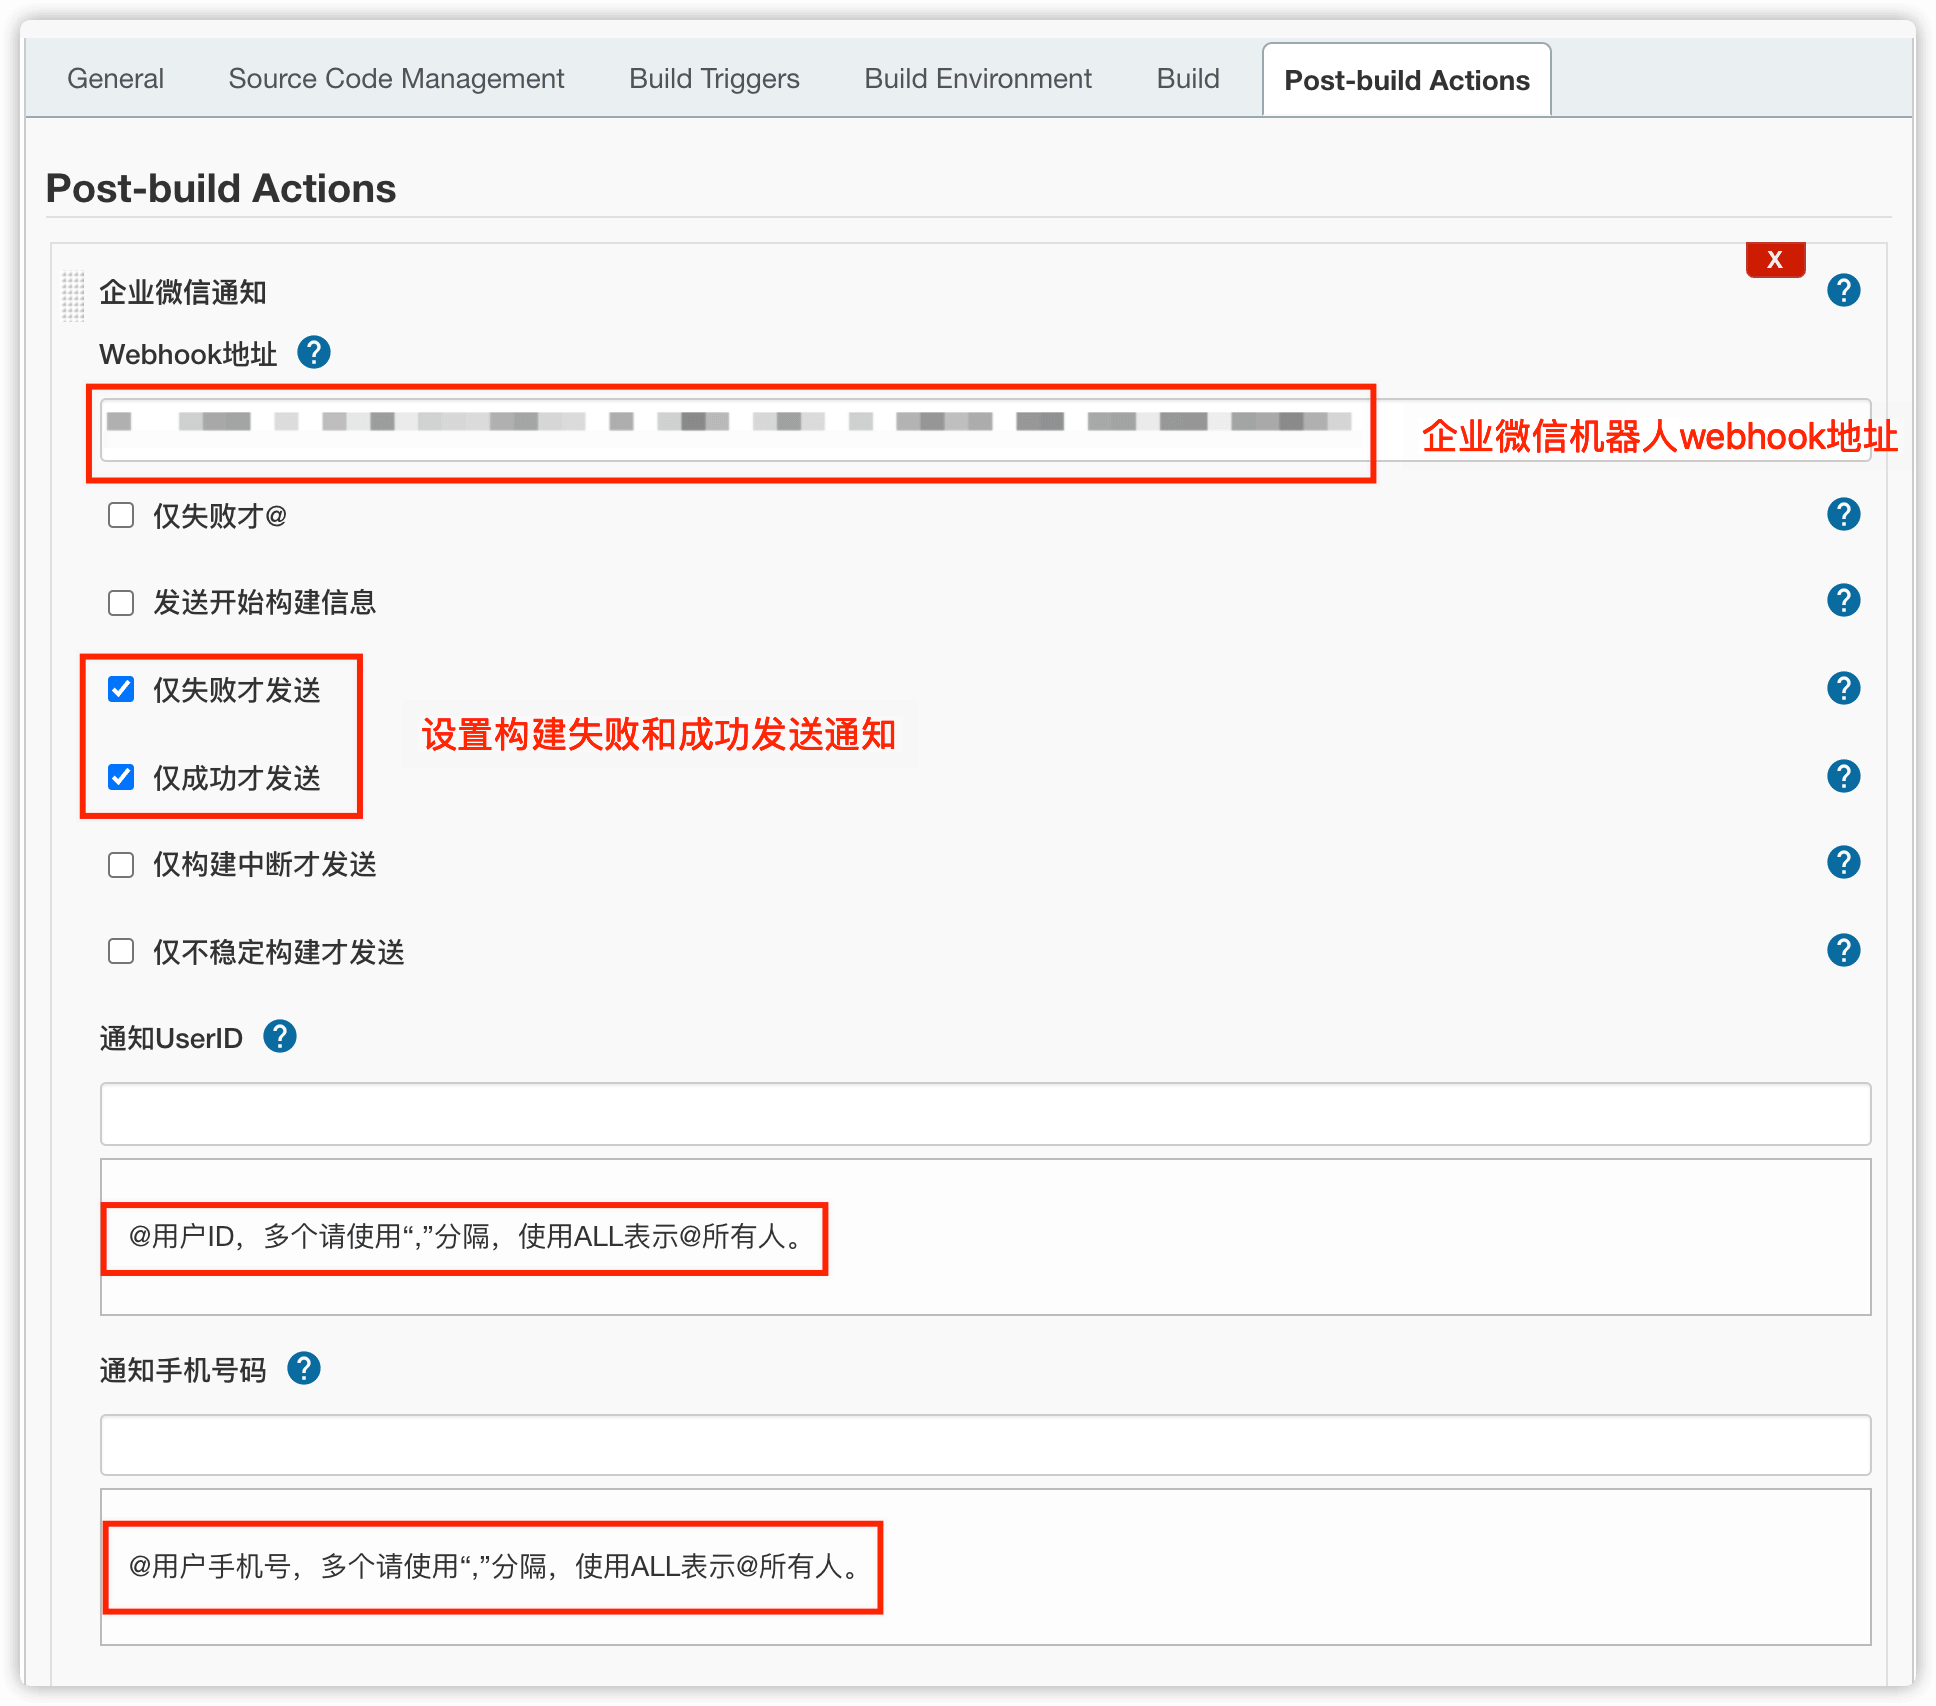 General Source Code Management Build Triggers Build Environment Build Post-build Actions
Post-build Actions
X
企业微信通知
Webhook地址
企业微信机器人webhook地址
仅失败才@
发送开始构建信息
仅失败才发送
设置构建失败和成功发送通知
仅成功才发送
仅构建中断才发送
仅不稳定构建才发送
通知UserID
@用户ID，多个请使用“,”分隔，使用ALL表示@所有人。
通知手机号码
@用户手机号，多个请使用“,”分隔，使用ALL表示@所有人。